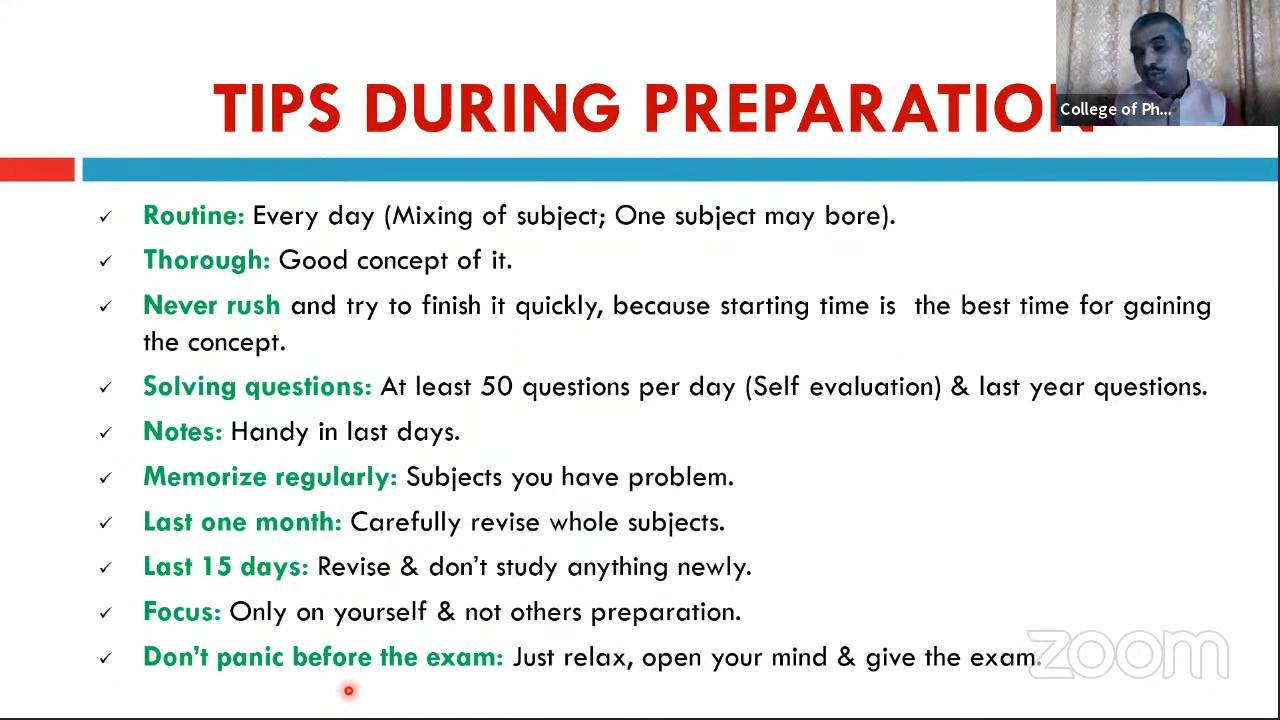 TIPS DURING PREPARATION
College of Ph...
✓ Routine: Every day (Mixing of subject; One subject may bore).
✓ Thorough: Good concept of it.
✓ Never rush and try to finish it quickly, because starting time is the best time for gaining
the concept.
✓ Solving questions: At least 50 questions per day (Self evaluation) & last year questions.
✓ Notes: Handy in last days.
✓ Memorize regularly: Subjects you have problem.
✓ Last one month: Carefully revise whole subjects.
✓ Last 15 days: Revise & don't study anything newly.
✓ Focus: Only on yourself & not others preparation.
✓ Don't panic before the exam: Just relax, open your mind & give the exam.
zoom